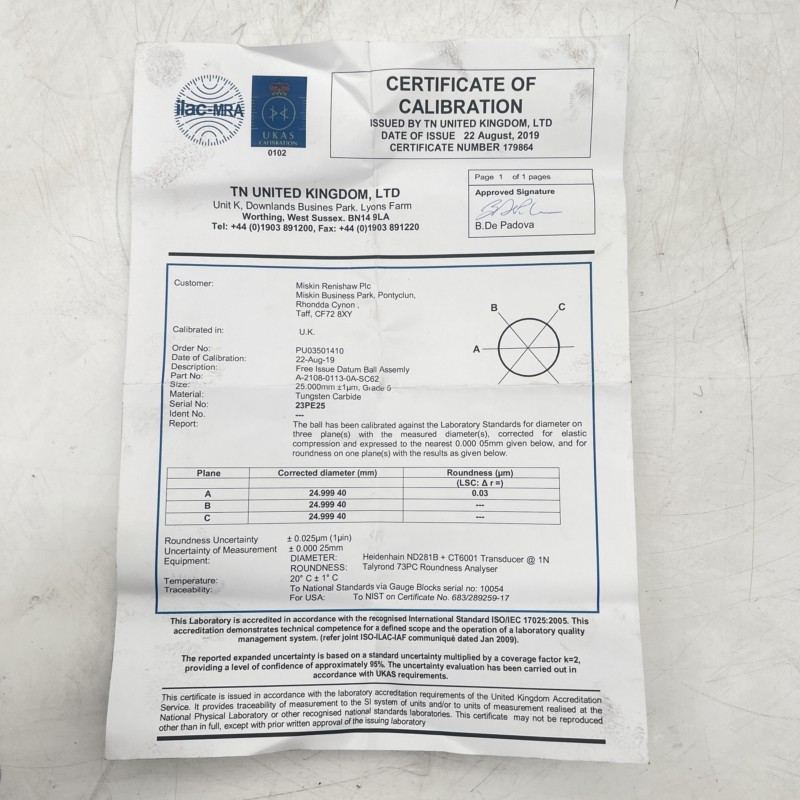 ilac-MRA
UKAS
CALIBRATION
0102
CERTIFICATE OF
CALIBRATION
ISSUED BY TN UNITED KINGDOM, LTD
DATE OF ISSUE 22 August, 2019
CERTIFICATE NUMBER 179864
TN UNITED KINGDOM, LTD
Unit K, Downlands Busines Park, Lyons Farm
Worthing, West Sussex. BN14 9LA
Tel: +44 (0)1903 891200, Fax: +44 (0)1903 891220
Page 1 of 1 pages
Approved Signature
B.De Padova
Customer: Miskin Renishaw Plc
Miskin Business Park, Pontyclun,
Rhondda Cynon ,
Taff, CF72 8XY
Calibrated in: U.K.
Order No: PU03501410
Date of Calibration: 22-Aug-19
Description: Free Issue Datum Ball Assemly
Part No: A-2108-0113-0A-SC62
Size: 25.000mm ±1µm, Grade 5
Material: Tungsten Carbide
Serial No: 23PE25
Ident No. ---
B C
A
Report: The ball has been calibrated against the Laboratory Standards for diameter on
three plane(s) with the measured diameter(s), corrected for elastic
compression and expressed to the nearest 0.000 05mm given below, and for
roundness on one plane(s) with the results as given below.
Plane Corrected diameter (mm) Roundness (µm)
(LSC: Δ r =)
A 24.999 40 0.03
B 24.999 40 ---
C 24.999 40 ---
Roundness Uncertainty ± 0.025µm (1µin)
Uncertainty of Measurement ± 0.000 25mm
Equipment: DIAMETER: Heidenhain ND281B + CT6001 Transducer @ 1N
ROUNDNESS: Talyrond 73PC Roundness Analyser
Temperature: 20° C ± 1° C
Traceability: To National Standards via Gauge Blocks serial no: 10054
For USA: To NIST on Certificate No. 683/289259-17
This Laboratory is accredited in accordance with the recognised International Standard ISO/IEC 17025:2005. This
accreditation demonstrates technical competence for a defined scope and the operation of a laboratory quality
management system. (refer joint ISO-ILAC-IAF communiqué dated Jan 2009).
The reported expanded uncertainty is based on a standard uncertainty multiplied by a coverage factor k=2,
providing a level of confidence of approximately 95%. The uncertainty evaluation has been carried out in
accordance with UKAS requirements.
This certificate is issued in accordance with the laboratory accreditation requirements of the United Kingdom Accreditation
Service. It provides traceability of measurement to the SI system of units and/or to units of measurement realised at the
National Physical Laboratory or other recognised national standards laboratories. This certificate may not be reproduced
other than in full, except with prior written approval of the issuing laboratory